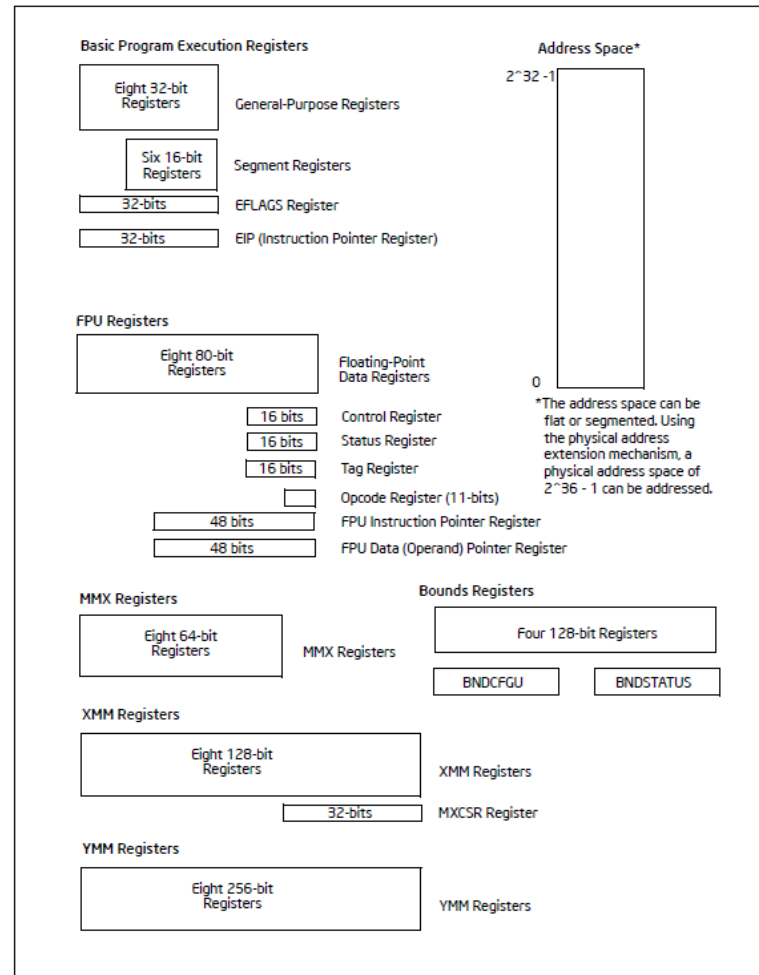 Basic Program Execution Registers
Address Space*
2^32 -1
Eight 32-bit
Registers
General-Purpose Registers
Six 16-bit
Registers
Segment Registers
32-bits
EFLAGS Register
32-bits
EIP (Instruction Pointer Register)
FPU Registers
Eight 80-bit
Registers
Floating-Point
Data Registers
0
*The address space can be
flat or segmented. Using
the physical address
extension mechanism, a
physical address space of
2^36 - 1 can be addressed.
16 bits
Control Register
16 bits
Status Register
16 bits
Tag Register
Opcode Register (11-bits)
48 bits
FPU Instruction Pointer Register
48 bits
FPU Data (Operand) Pointer Register
MMX Registers
Eight 64-bit
Registers
MMX Registers
Bounds Registers
Four 128-bit Registers
BNDCFGU
BNDSTATUS
XMM Registers
Eight 128-bit
Registers
XMM Registers
32-bits
MXCSR Register
YMM Registers
Eight 256-bit
Registers
YMM Registers